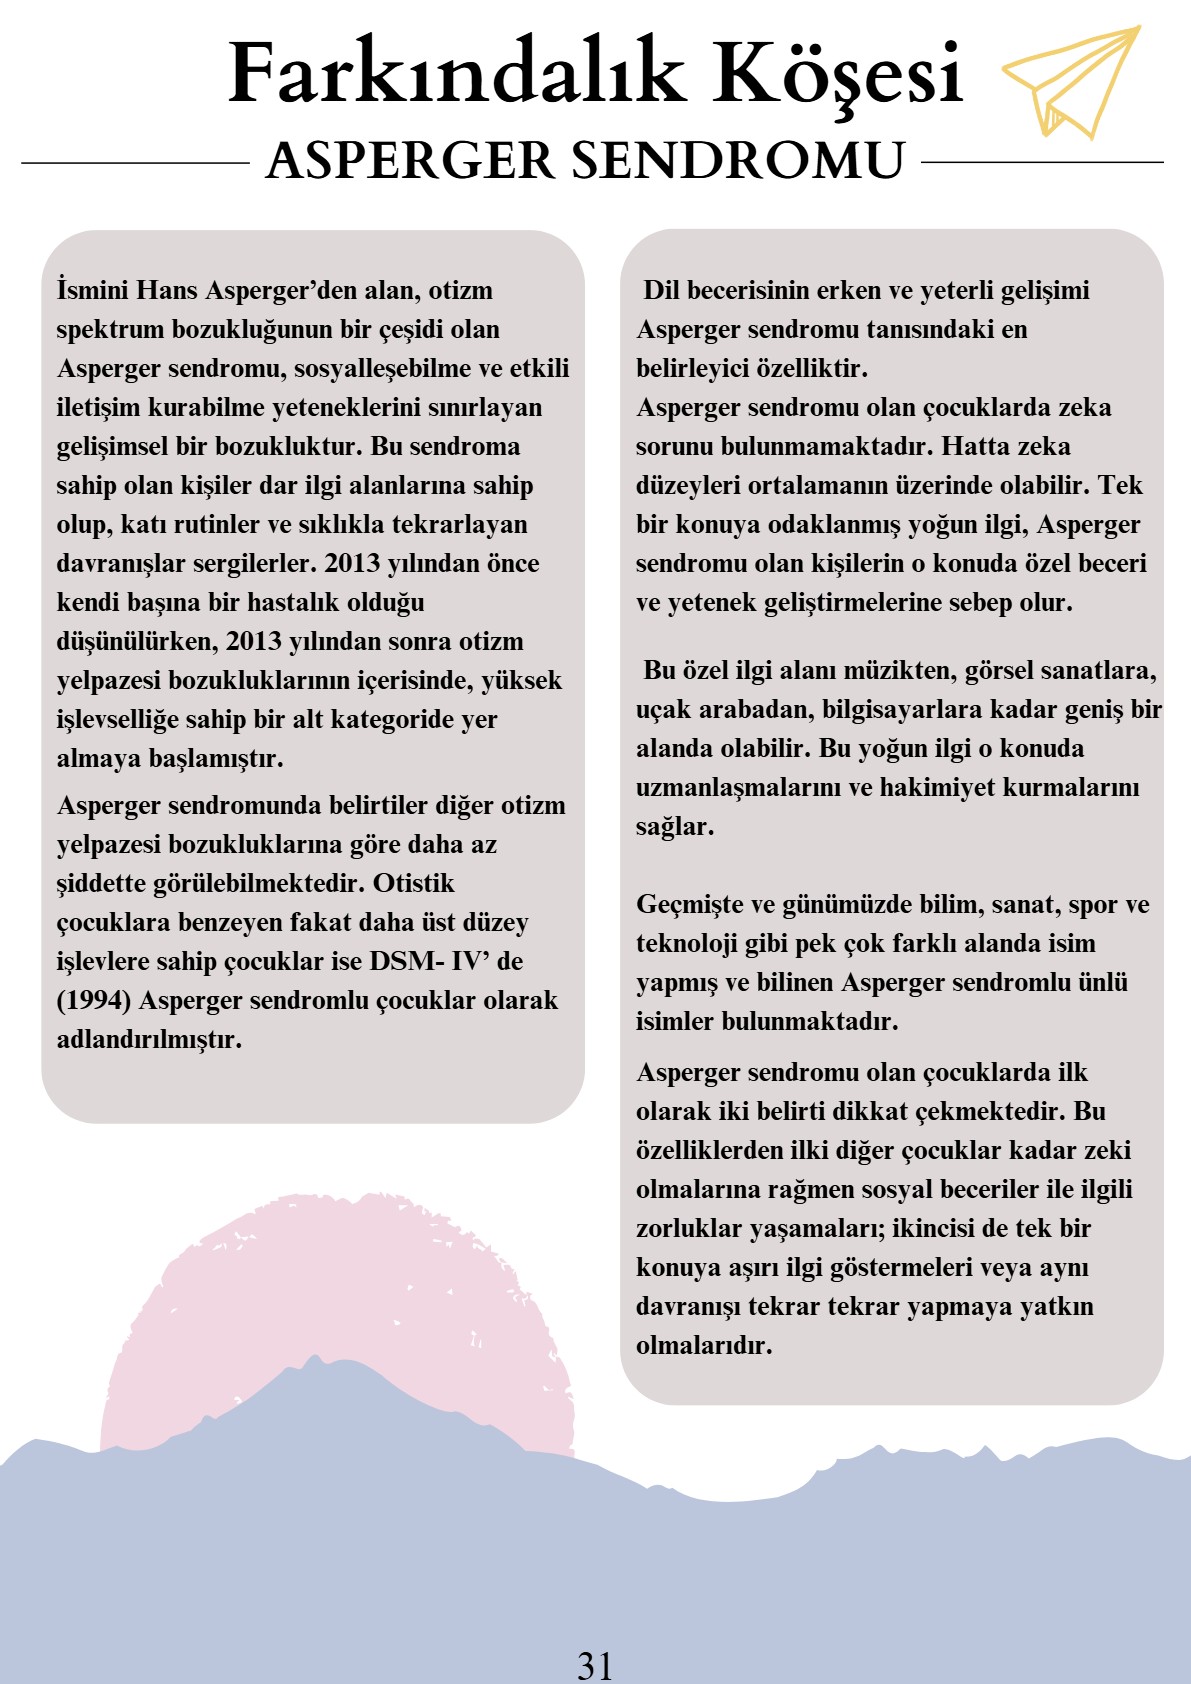 Farkındalık Köşesi
ASPERGER SENDROMU
İsmini Hans Asperger’den alan, otizm
spektrum bozukluğunun bir çeşidi olan
Asperger sendromu, sosyalleşebilme ve etkili
iletişim kurabilme yeteneklerini sınırlayan
gelişimsel bir bozukluktur. Bu sendroma
sahip olan kişiler dar ilgi alanlarına sahip
olup, katı rutinler ve sıklıkla tekrarlayan
davranışlar sergilerler. 2013 yılından önce
kendi başına bir hastalık olduğu
düşünülürken, 2013 yılından sonra otizm
yelpazesi bozukluklarının içerisinde, yüksek
işlevselliğe sahip bir alt kategoride yer
almaya başlamıştır.
Asperger sendromunda belirtiler diğer otizm
yelpazesi bozukluklarına göre daha az
şiddette görülebilmektedir. Otistik
çocuklara benzeyen fakat daha üst düzey
işlevlere sahip çocuklar ise DSM- IV’ de
(1994) Asperger sendromlu çocuklar olarak
adlandırılmıştır.
Dil becerisinin erken ve yeterli gelişimi
Asperger sendromu tanısındaki en
belirleyici özelliktir.
Asperger sendromu olan çocuklarda zeka
sorunu bulunmamaktadır. Hatta zeka
düzeyleri ortalamanın üzerinde olabilir. Tek
bir konuya odaklanmış yoğun ilgi, Asperger
sendromu olan kişilerin o konuda özel beceri
ve yetenek geliştirmelerine sebep olur.
Bu özel ilgi alanı müzikten, görsel sanatlara,
uçak arabadan, bilgisayarlara kadar geniş bir
alanda olabilir. Bu yoğun ilgi o konuda
uzmanlaşmalarını ve hakimiyet kurmalarını
sağlar.
Geçmişte ve günümüzde bilim, sanat, spor ve
teknoloji gibi pek çok farklı alanda isim
yapmış ve bilinen Asperger sendromlu ünlü
isimler bulunmaktadır.
Asperger sendromu olan çocuklarda ilk
olarak iki belirti dikkat çekmektedir. Bu
özelliklerden ilki diğer çocuklar kadar zeki
olmalarına rağmen sosyal beceriler ile ilgili
zorluklar yaşamaları; ikincisi de tek bir
konuya aşırı ilgi göstermeleri veya aynı
davranışı tekrar tekrar yapmaya yatkın
olmalarıdır.
31